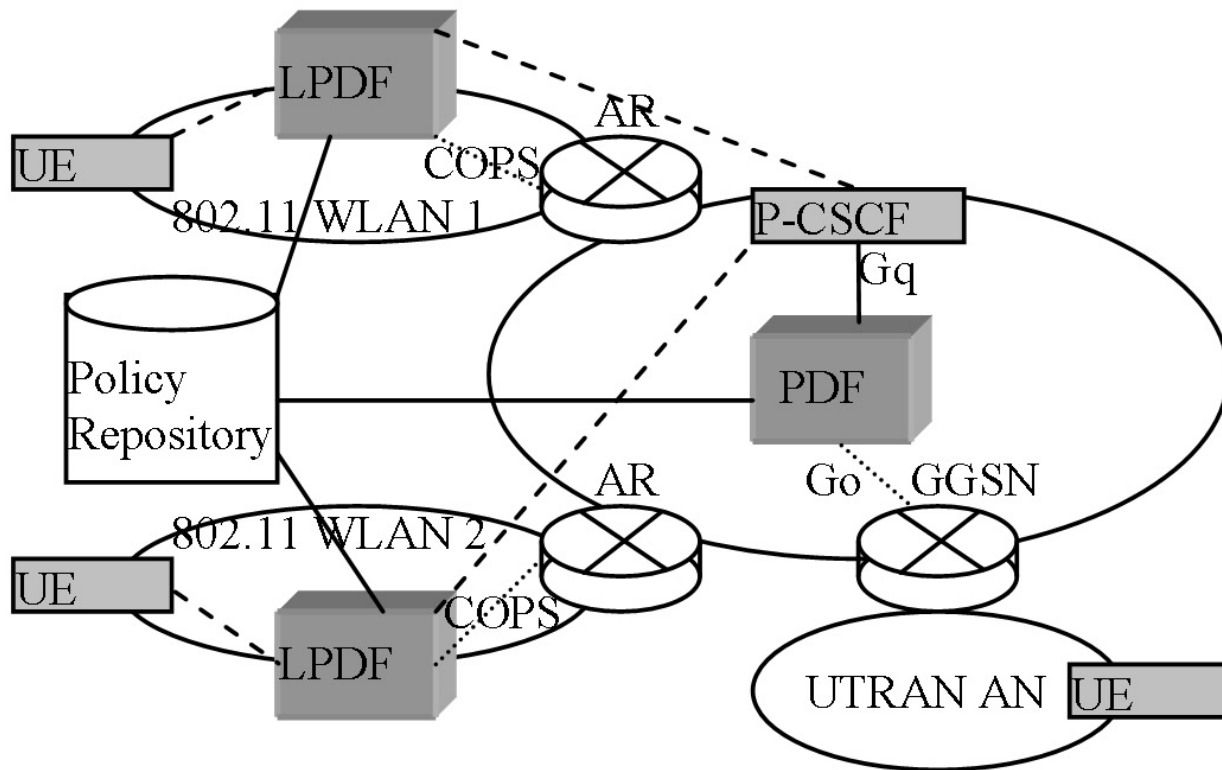 LPDF
AR
UE
COPS
802.11 WLAN 1
P-CSCF
Gq
Policy
Repository
PDF
Go
GGSN
AR
802.11 WLAN 2
UE
COPS
LPDF
UTRAN AN
UE